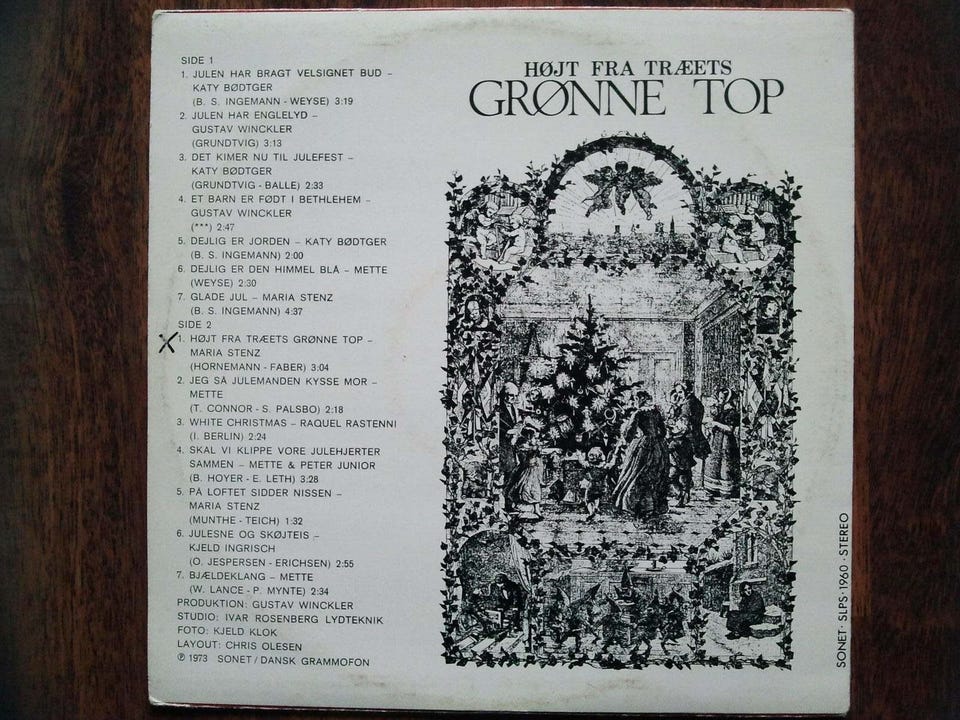 SIDE 1
1. JULEN HAR BRAGT VELSIGNET BUD –
KATY BØDTGER
(B. S. INGEMANN - WEYSE) 3:19
2. JULEN HAR ENGLELYD –
GUSTAV WINCKLER
(GRUNDTVIG) 3:13
3. DET KIMER NU TIL JULEFEST –
KATY BØDTGER
(GRUNDTVIG - BALLE) 2:33
4. ET BARN ER FØDT I BETHLEHEM –
GUSTAV WINCKLER
(***) 2:47
5. DEJLIG ER JORDEN – KATY BØDTGER
(B. S. INGEMANN) 2:00
6. DEJLIG ER DEN HIMMEL BLÅ – METTE
(WEYSE) 2:30
7. GLADE JUL – MARIA STENZ
(B. S. INGEMANN) 4:37
SIDE 2
X 1. HØJT FRA TRÆETS GRØNNE TOP –
MARIA STENZ
(HORNEMANN - FABER) 3:04
2. JEG SÅ JULEMANDEN KYSSE MOR –
METTE
(T. CONNOR - S. PALSBO) 2:18
3. WHITE CHRISTMAS – RAQUEL RASTENNI
(I. BERLIN) 2:24
4. SKAL VI KLIPPE VORE JULEHJERTER
SAMMEN – METTE & PETER JUNIOR
(B. HOYER - E. LETH) 3:28
5. PÅ LOFTET SIDDER NISSEN –
MARIA STENZ
(MUNTHE - TEICH) 1:32
6. JULESNE OG SKØJTEIS –
KJELD INGRISCH
(O. JESPERSEN - ERICHSEN) 2:55
7. BJÆLDEKLANG – METTE
(W. LANCE - P. MYNTE) 2:34
PRODUKTION: GUSTAV WINCKLER
STUDIO: IVAR ROSENBERG LYDTEKNIK
FOTO: KJELD KLOK
LAYOUT: CHRIS OLESEN
℗ 1973 SONET / DANSK GRAMMOFON
HØJT FRA TRÆETS
GRØNNE TOP
SONET · SLPS · 1960 · STEREO